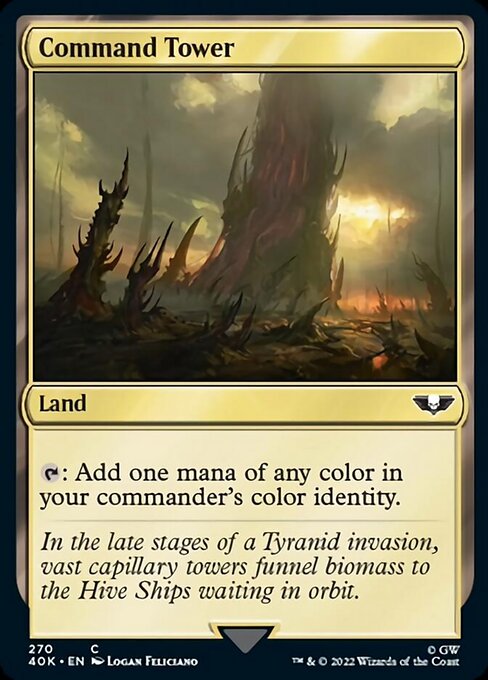 Command Tower
Land
: Add one mana of any color in
your commander's color identity.
In the late stages of a Tyranid invasion,
vast capillary towers funnel biomass to
the Hive Ships waiting in orbit.
270 C
40K • EN Logan Feliciano
© GW
™ & © 2022 Wizards of the Coast